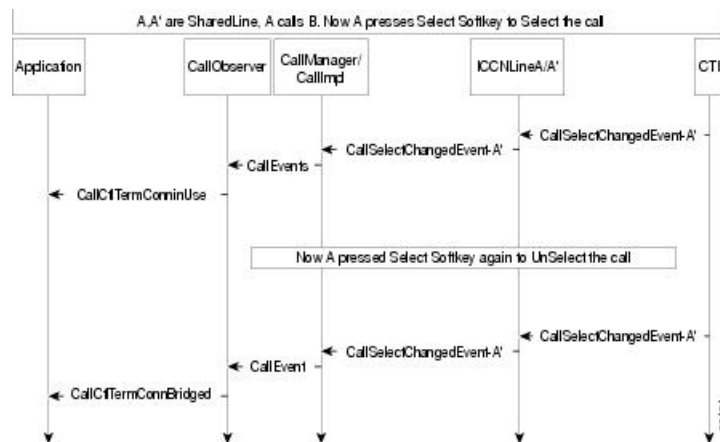 A,A' are SharedLine, A calls B. Now A presses Select Softkey to Select the call
Application
CallObserver
CallManager/
CallImpl
ICCNLineA/A'
CTI
CallSelectChangedEvent-A'
CallSelectChangedEvent-A'
CallEvents
CallCtlTermConnInUse
Now A pressed Select Softkey again to UnSelect the call
CallSelectChangedEvent-A'
CallSelectChangedEvent-A'
CallEvent
CallCtlTermConnBridged